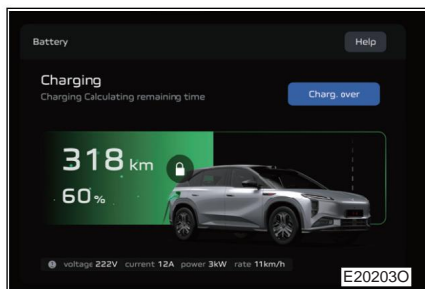 Battery
Help
Charging
Charging Calculating remaining time
Charg. over
318 km
60%
voltage 222V current 12A power 3kW rate 11km/h
E20203O